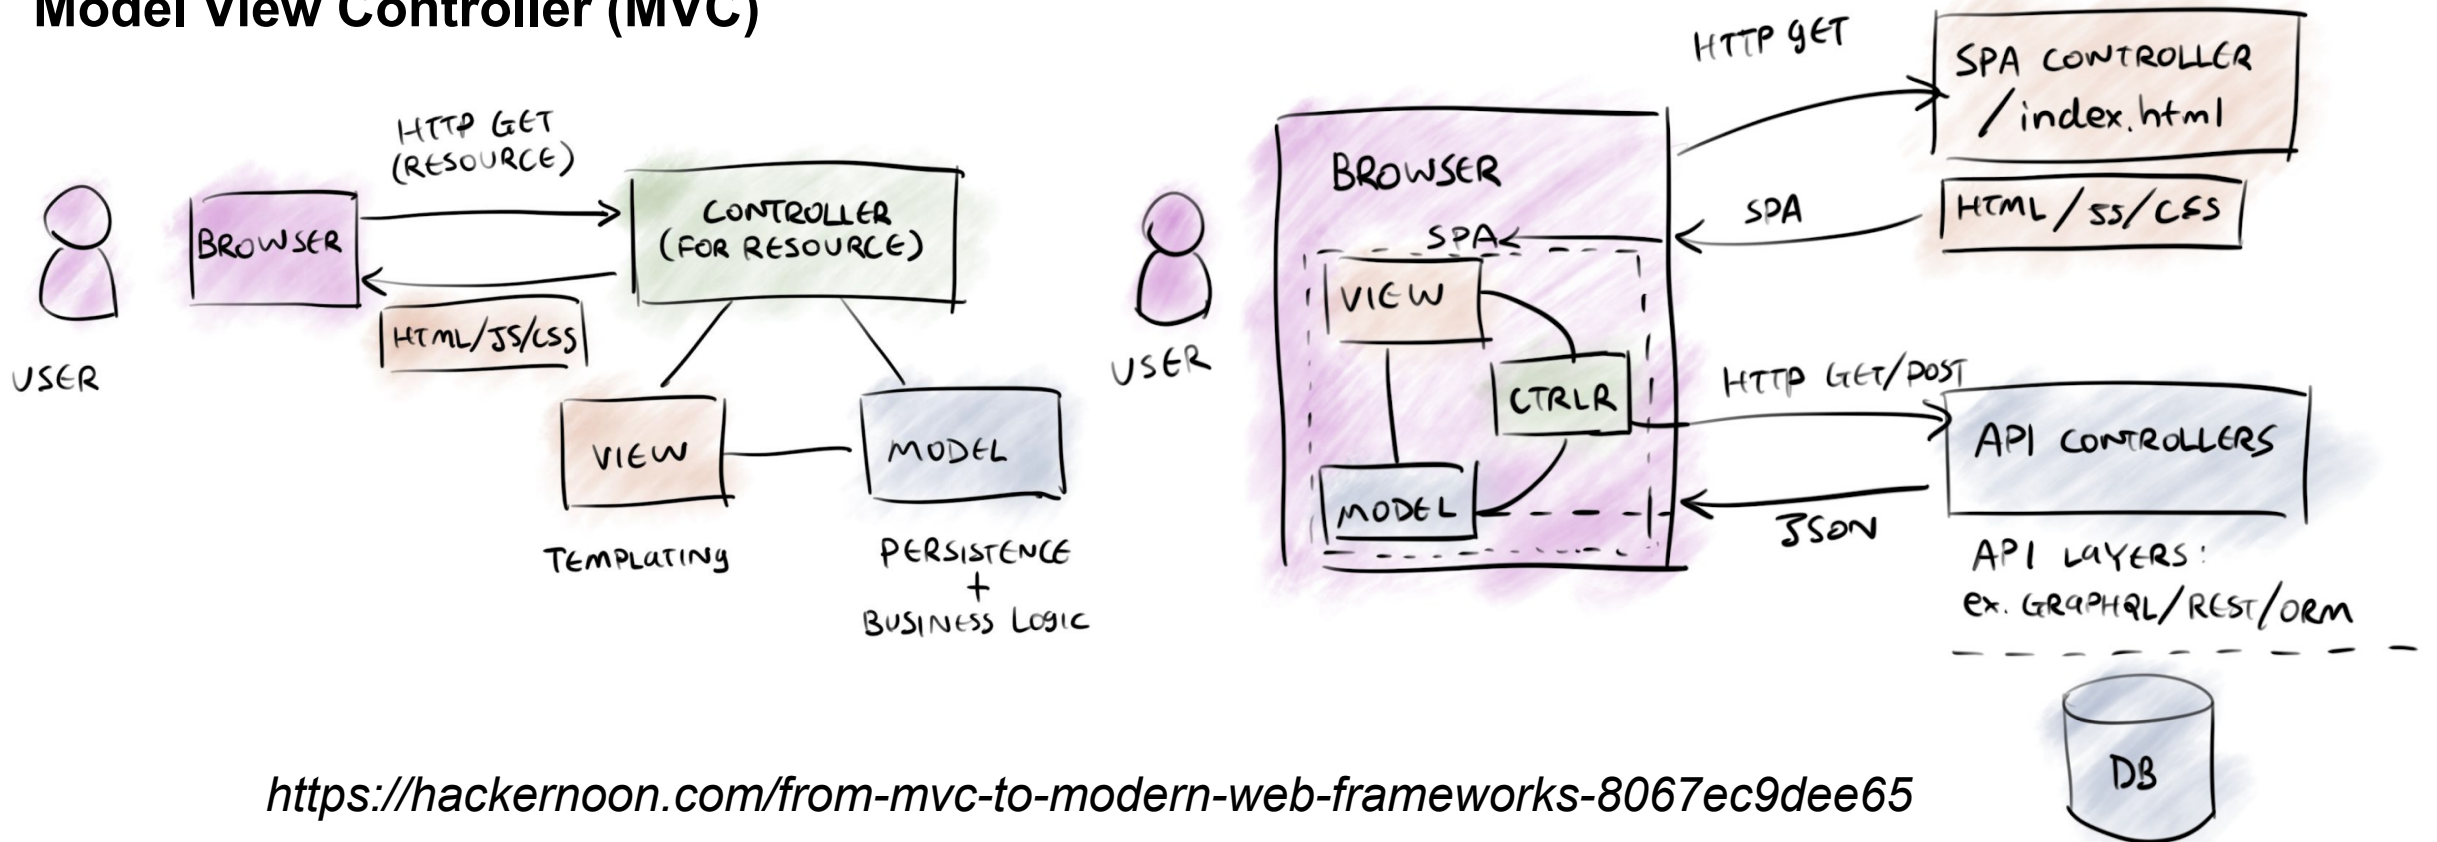 Model View Controller (MVC)
HTTP GET
(RESOURCE)
USER
BROWSER
HTML/JS/CSS
CONTROLLER
(FOR RESOURCE)
VIEW
TEMPLATING
MODEL
PERSISTENCE
+
BUSINESS LOGIC
USER
BROWSER
SPA
VIEW
CTRLR
MODEL
HTTP GET
SPA CONTROLLER
/index.html
SPA
HTML/JS/CSS
HTTP GET/POST
API CONTROLLERS
JSON
API LAYERS:
ex. GRAPHQL/REST/ORM
DB
https://hackernoon.com/from-mvc-to-modern-web-frameworks-8067ec9dee65